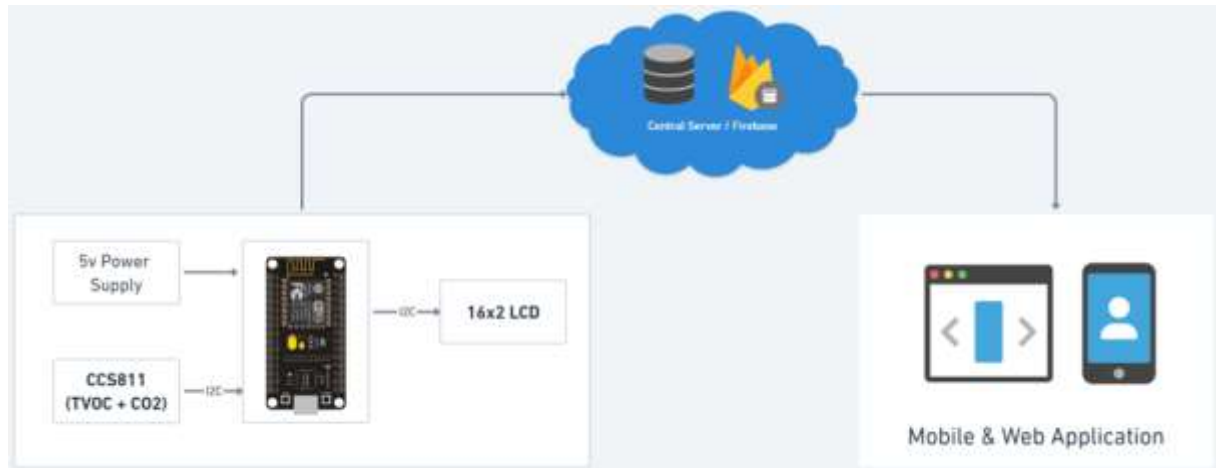 Central Server / Firebase
5v Power
Supply
I2C
16x2 LCD
CCS811
(TVOC + CO2)
I2C
Mobile & Web Application